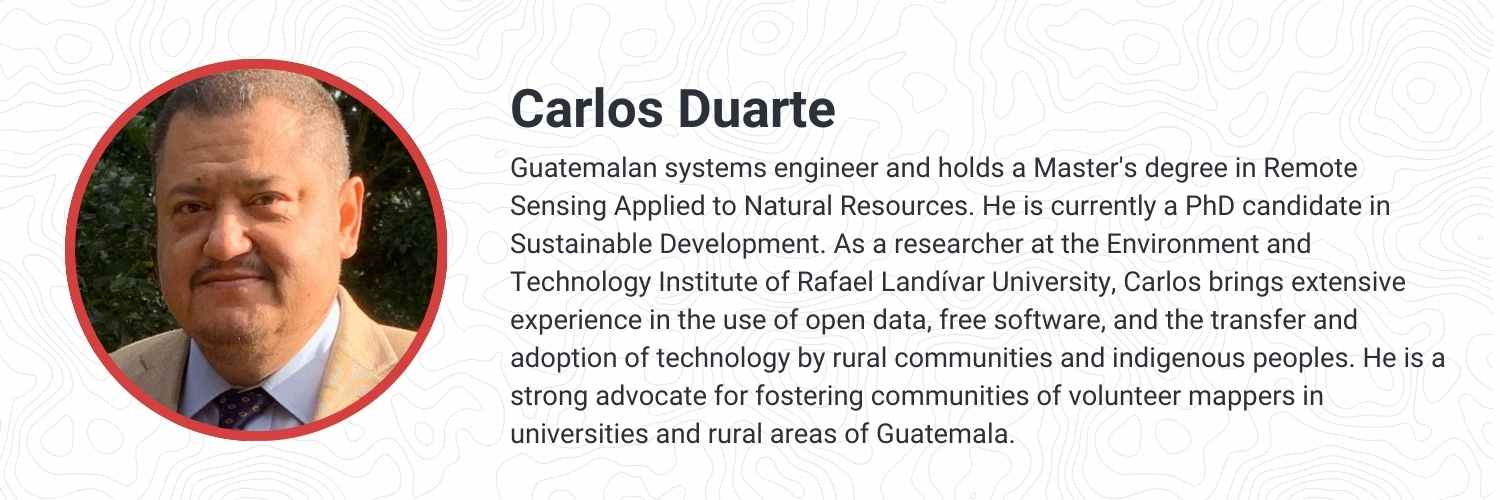 Carlos Duarte
Guatemalan systems engineer and holds a Master's degree in Remote
Sensing Applied to Natural Resources. He is currently a PhD candidate in
Sustainable Development. As a researcher at the Environment and
Technology Institute of Rafael Landívar University, Carlos brings extensive
experience in the use of open data, free software, and the transfer and
adoption of technology by rural communities and indigenous peoples. He is a
strong advocate for fostering communities of volunteer mappers in
universities and rural areas of Guatemala.